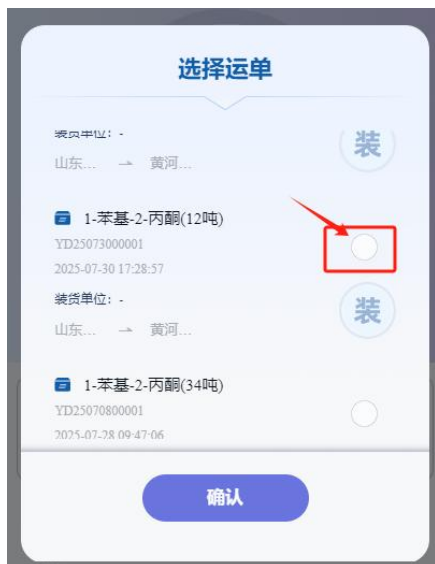 选择运单
装货单位：-
装
山东... → 黄河...
1-苯基-2-丙酮(12吨)
YD25073000001
2025-07-30 17:28:57
装货单位：-
装
山东... → 黄河...
1-苯基-2-丙酮(34吨)
YD25070800001
2025-07-28 09:47:06
确认